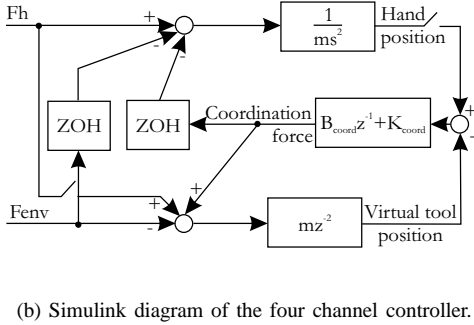 Fh
+
-
-
1
ms²
Hand
position
ZOH
ZOH
Coordination
force
B_coord z⁻¹+K_coord
+
-
Fenv
+
+
-
mz⁻²
Virtual tool
position
(b) Simulink diagram of the four channel controller.